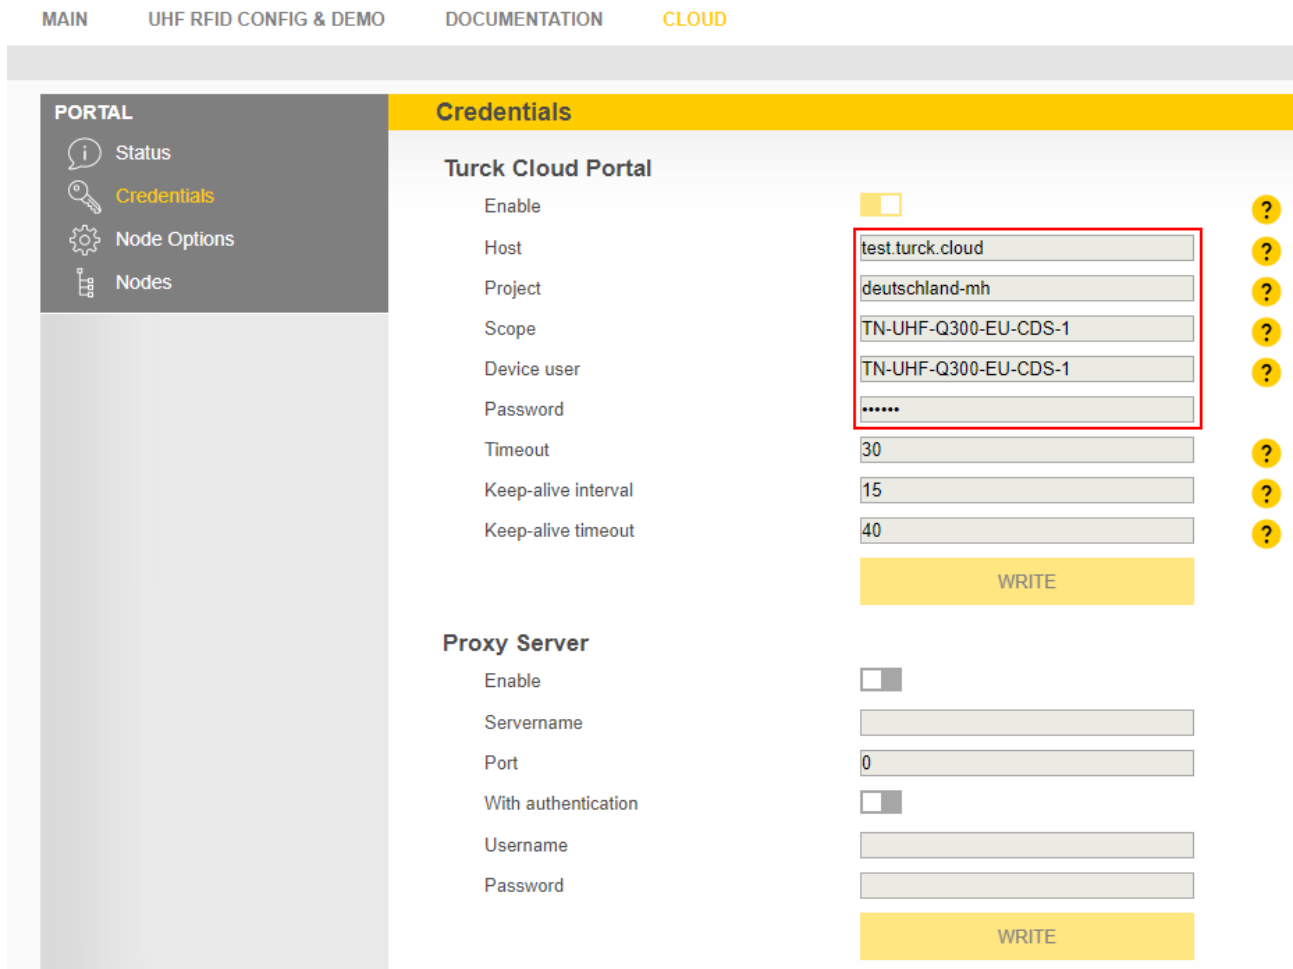 MAIN UHF RFID CONFIG & DEMO DOCUMENTATION CLOUD
PORTAL
Status
Credentials
Node Options
Nodes
Credentials
Turck Cloud Portal
Enable ?
Host test.turck.cloud ?
Project deutschland-mh ?
Scope TN-UHF-Q300-EU-CDS-1 ?
Device user TN-UHF-Q300-EU-CDS-1 ?
Password ••••••
Timeout 30 ?
Keep-alive interval 15 ?
Keep-alive timeout 40 ?
WRITE
Proxy Server
Enable
Servername
Port 0
With authentication
Username
Password
WRITE